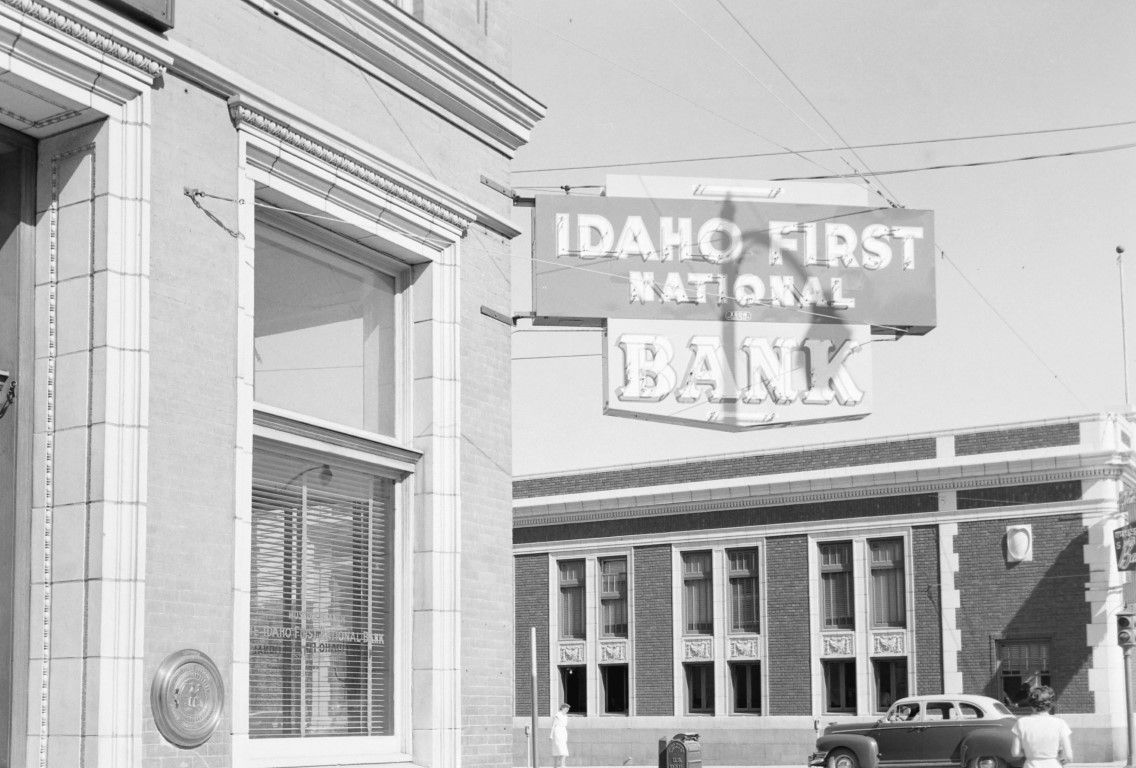 IDAHO FIRST
NATIONAL
BANK
IDAHO FIRST NATIONAL BANK